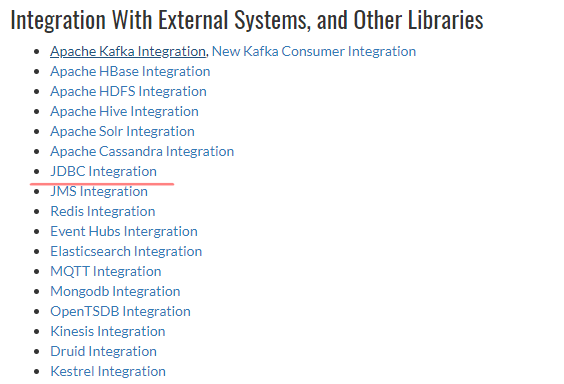 Integration With External Systems, and Other Libraries
Apache Kafka Integration, New Kafka Consumer Integration
Apache HBase Integration
Apache HDFS Integration
Apache Hive Integration
Apache Solr Integration
Apache Cassandra Integration
JDBC Integration
JMS Integration
Redis Integration
Event Hubs Intergration
Elasticsearch Integration
MQTT Integration
Mongodb Integration
OpenTSDB Integration
Kinesis Integration
Druid Integration
Kestrel Integration